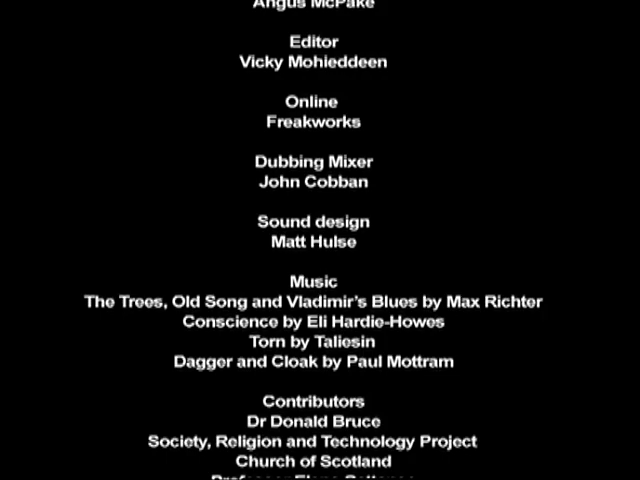 Angus McPake
Editor
Vicky Mohieddeen
Online
Freakworks
Dubbing Mixer
John Cobban
Sound design
Matt Hulse
Music
The Trees, Old Song and Vladimir's Blues by Max Richter
Conscience by Eli Hardie-Howes
Torn by Taliesin
Dagger and Cloak by Paul Mottram
Contributors
Dr Donald Bruce
Society, Religion and Technology Project
Church of Scotland